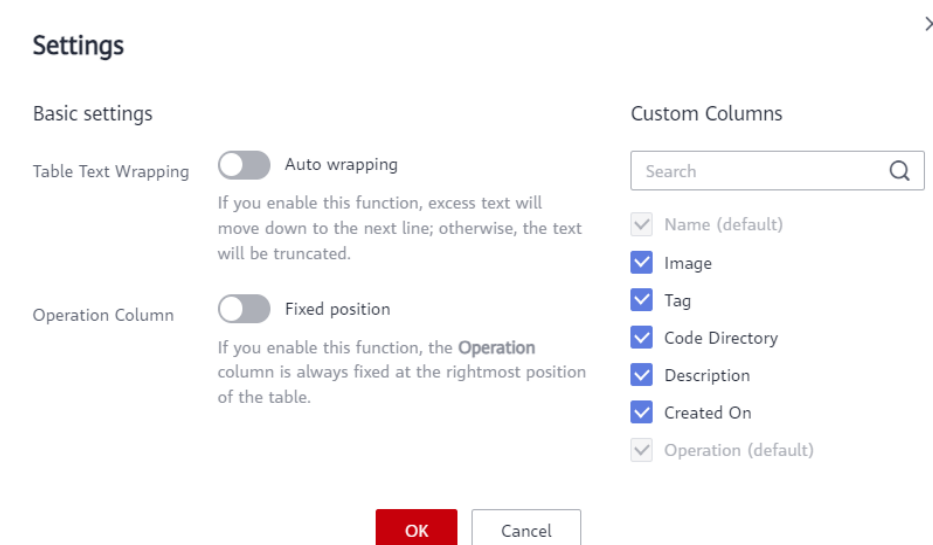 Settings
Basic settings
Table Text Wrapping
Auto wrapping
If you enable this function, excess text will
move down to the next line; otherwise, the text
will be truncated.
Operation Column
Fixed position
If you enable this function, the Operation
column is always fixed at the rightmost position
of the table.
Custom Columns
Search
Name (default)
Image
Tag
Code Directory
Description
Created On
Operation (default)
OK
Cancel